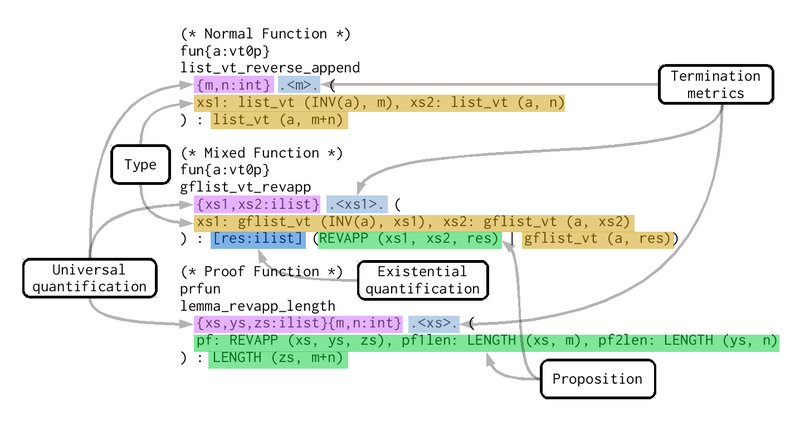 (* Normal Function *)
fun{a:vt0p}
list_vt_reverse_append
{m,n:int} .<m>. (
xs1: list_vt (INV(a), m), xs2: list_vt (a, n)
) : list_vt (a, m+n)
Termination
metrics
Type
(* Mixed Function *)
fun{a:vt0p}
gflist_vt_revapp
{xs1,xs2:ilist} .<xs1>. (
xs1: gflist_vt (INV(a), xs1), xs2: gflist_vt (a, xs2)
) : [res:ilist] (REVAPP (xs1, xs2, res) | gflist_vt (a, res))
Universal
quantification
Existential
quantification
(* Proof Function *)
prfun
lemma_revapp_length
{xs,ys,zs:ilist}{m,n:int} .<xs>. (
pf: REVAPP (xs, ys, zs), pf1len: LENGTH (xs, m), pf2len: LENGTH (ys, n)
) : LENGTH (zs, m+n)
Proposition